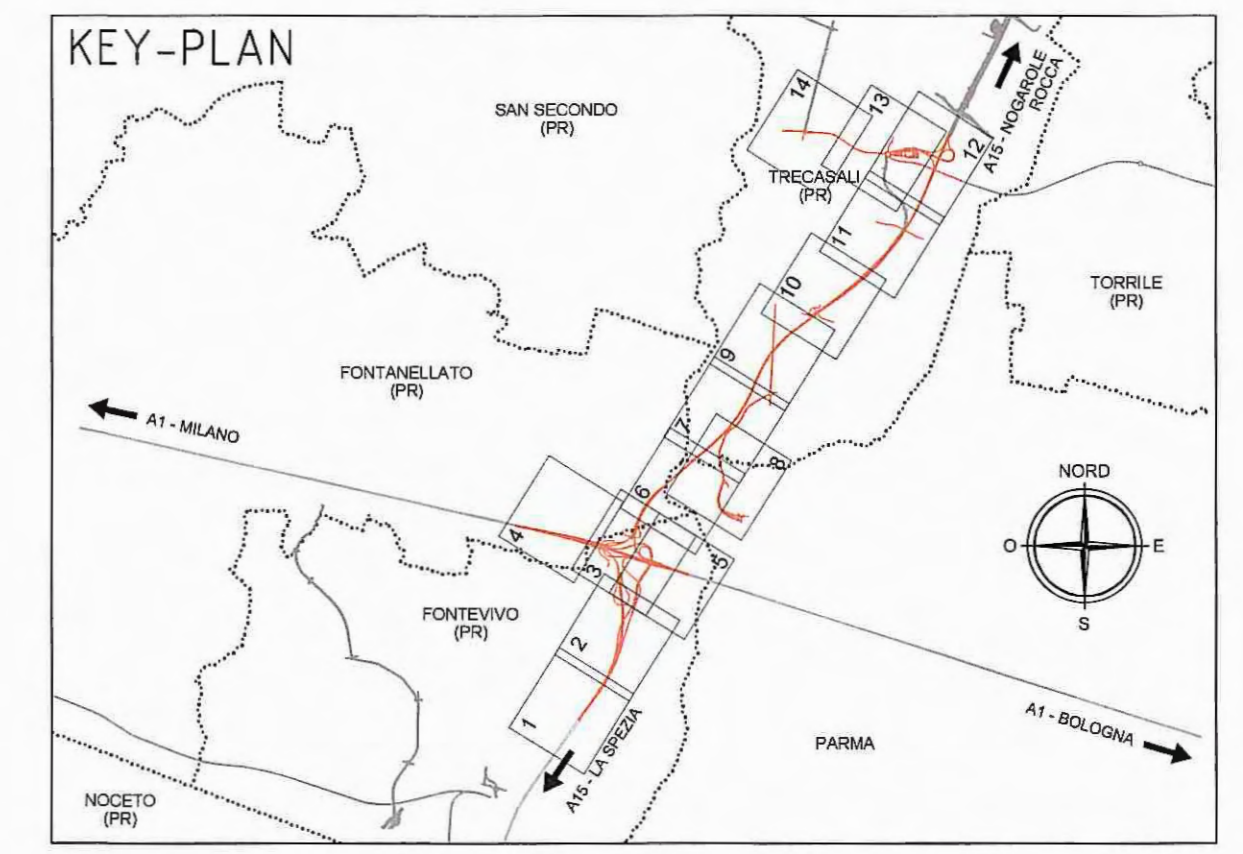 KEY-PLAN
SAN SECONDO
(PR)
A15 - NOGAROLE
ROCCA
14
13
12
TRECASALI
(PR)
11
TORRILE
(PR)
10
9
FONTANELLATO
(PR)
A1 - MILANO
7
8
NORD
O
E
S
6
4
3
5
FONTEVIVO
(PR)
2
1
A15 - LA SPEZIA
A1 - BOLOGNA
PARMA
NOCETO
(PR)